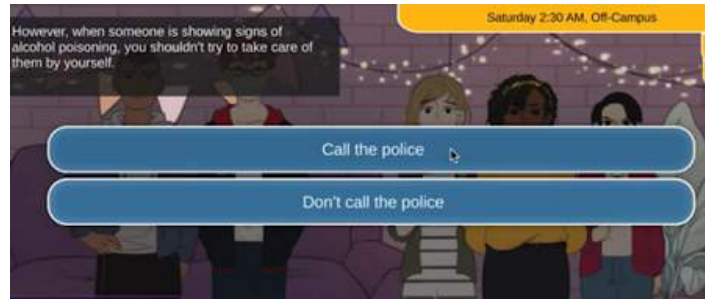 Saturday 2:30 AM, Off-Campus
However, when someone is showing signs of
alcohol poisoning, you shouldn't try to take care of
them by yourself.
Call the police
Don't call the police